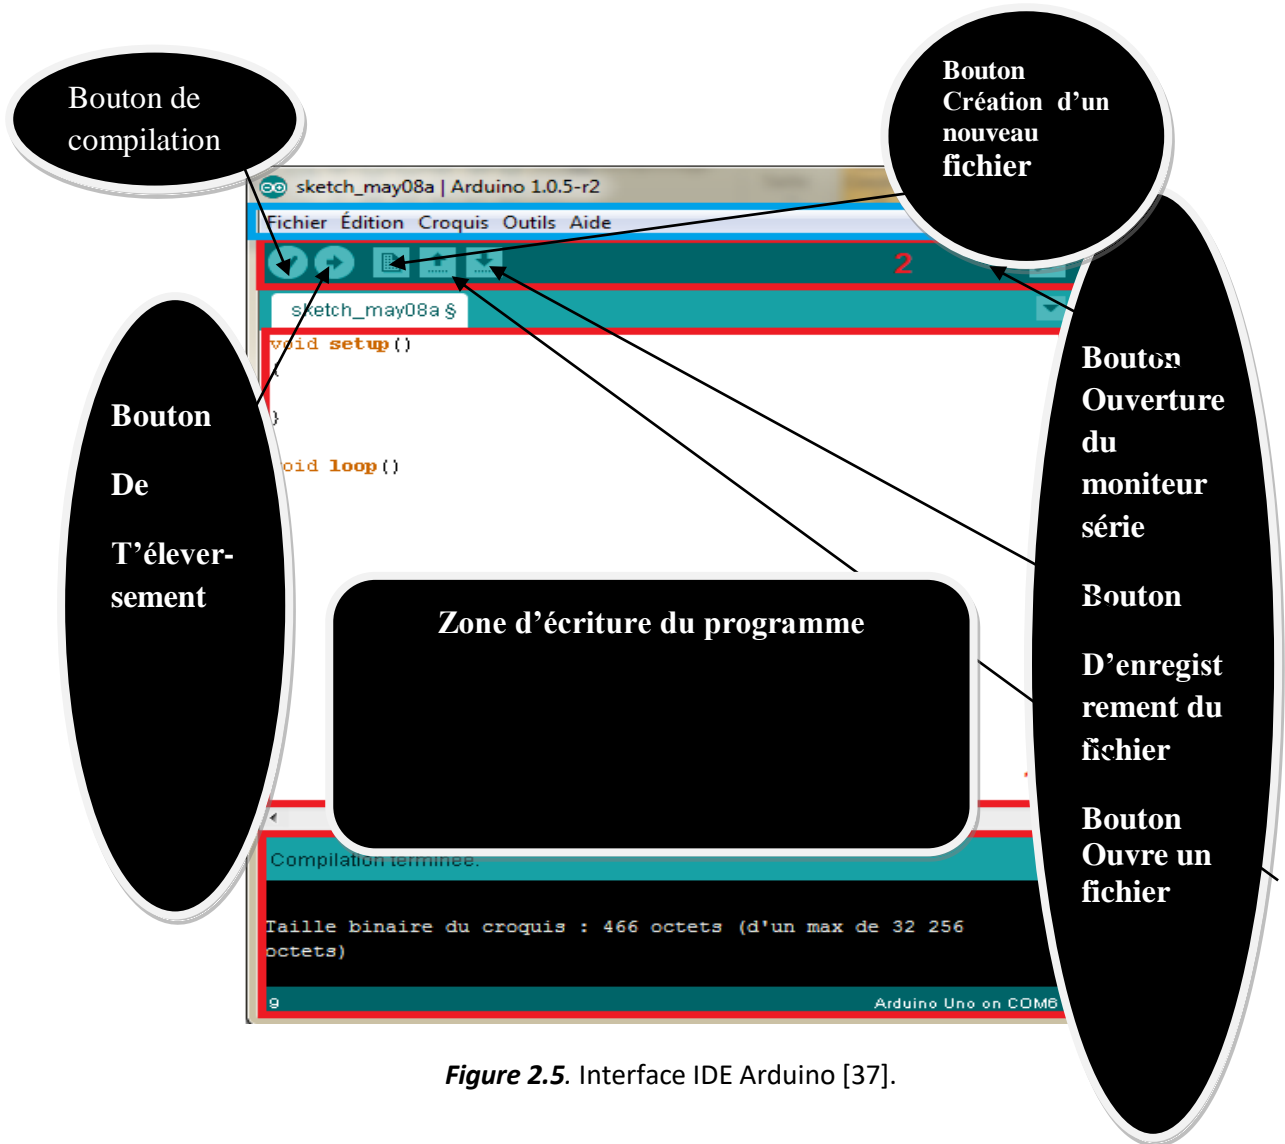 Bouton de
compilation
Bouton
Création d’un
nouveau
fichier
sketch_may08a | Arduino 1.0.5-r2
Fichier Édition Croquis Outils Aide
2
sketch_may08a §
void setup()
{
}
void loop()
Bouton
De
T’élever-
sement
Bouton
Ouverture
du
moniteur
série
Bouton
D’enregist
rement du
fichier
Bouton
Ouvre un
fichier
Zone d’écriture du programme
Compilation terminée.
Taille binaire du croquis : 466 octets (d'un max de 32 256
octets)
9
Arduino Uno on COM6
Figure 2.5. Interface IDE Arduino [37].